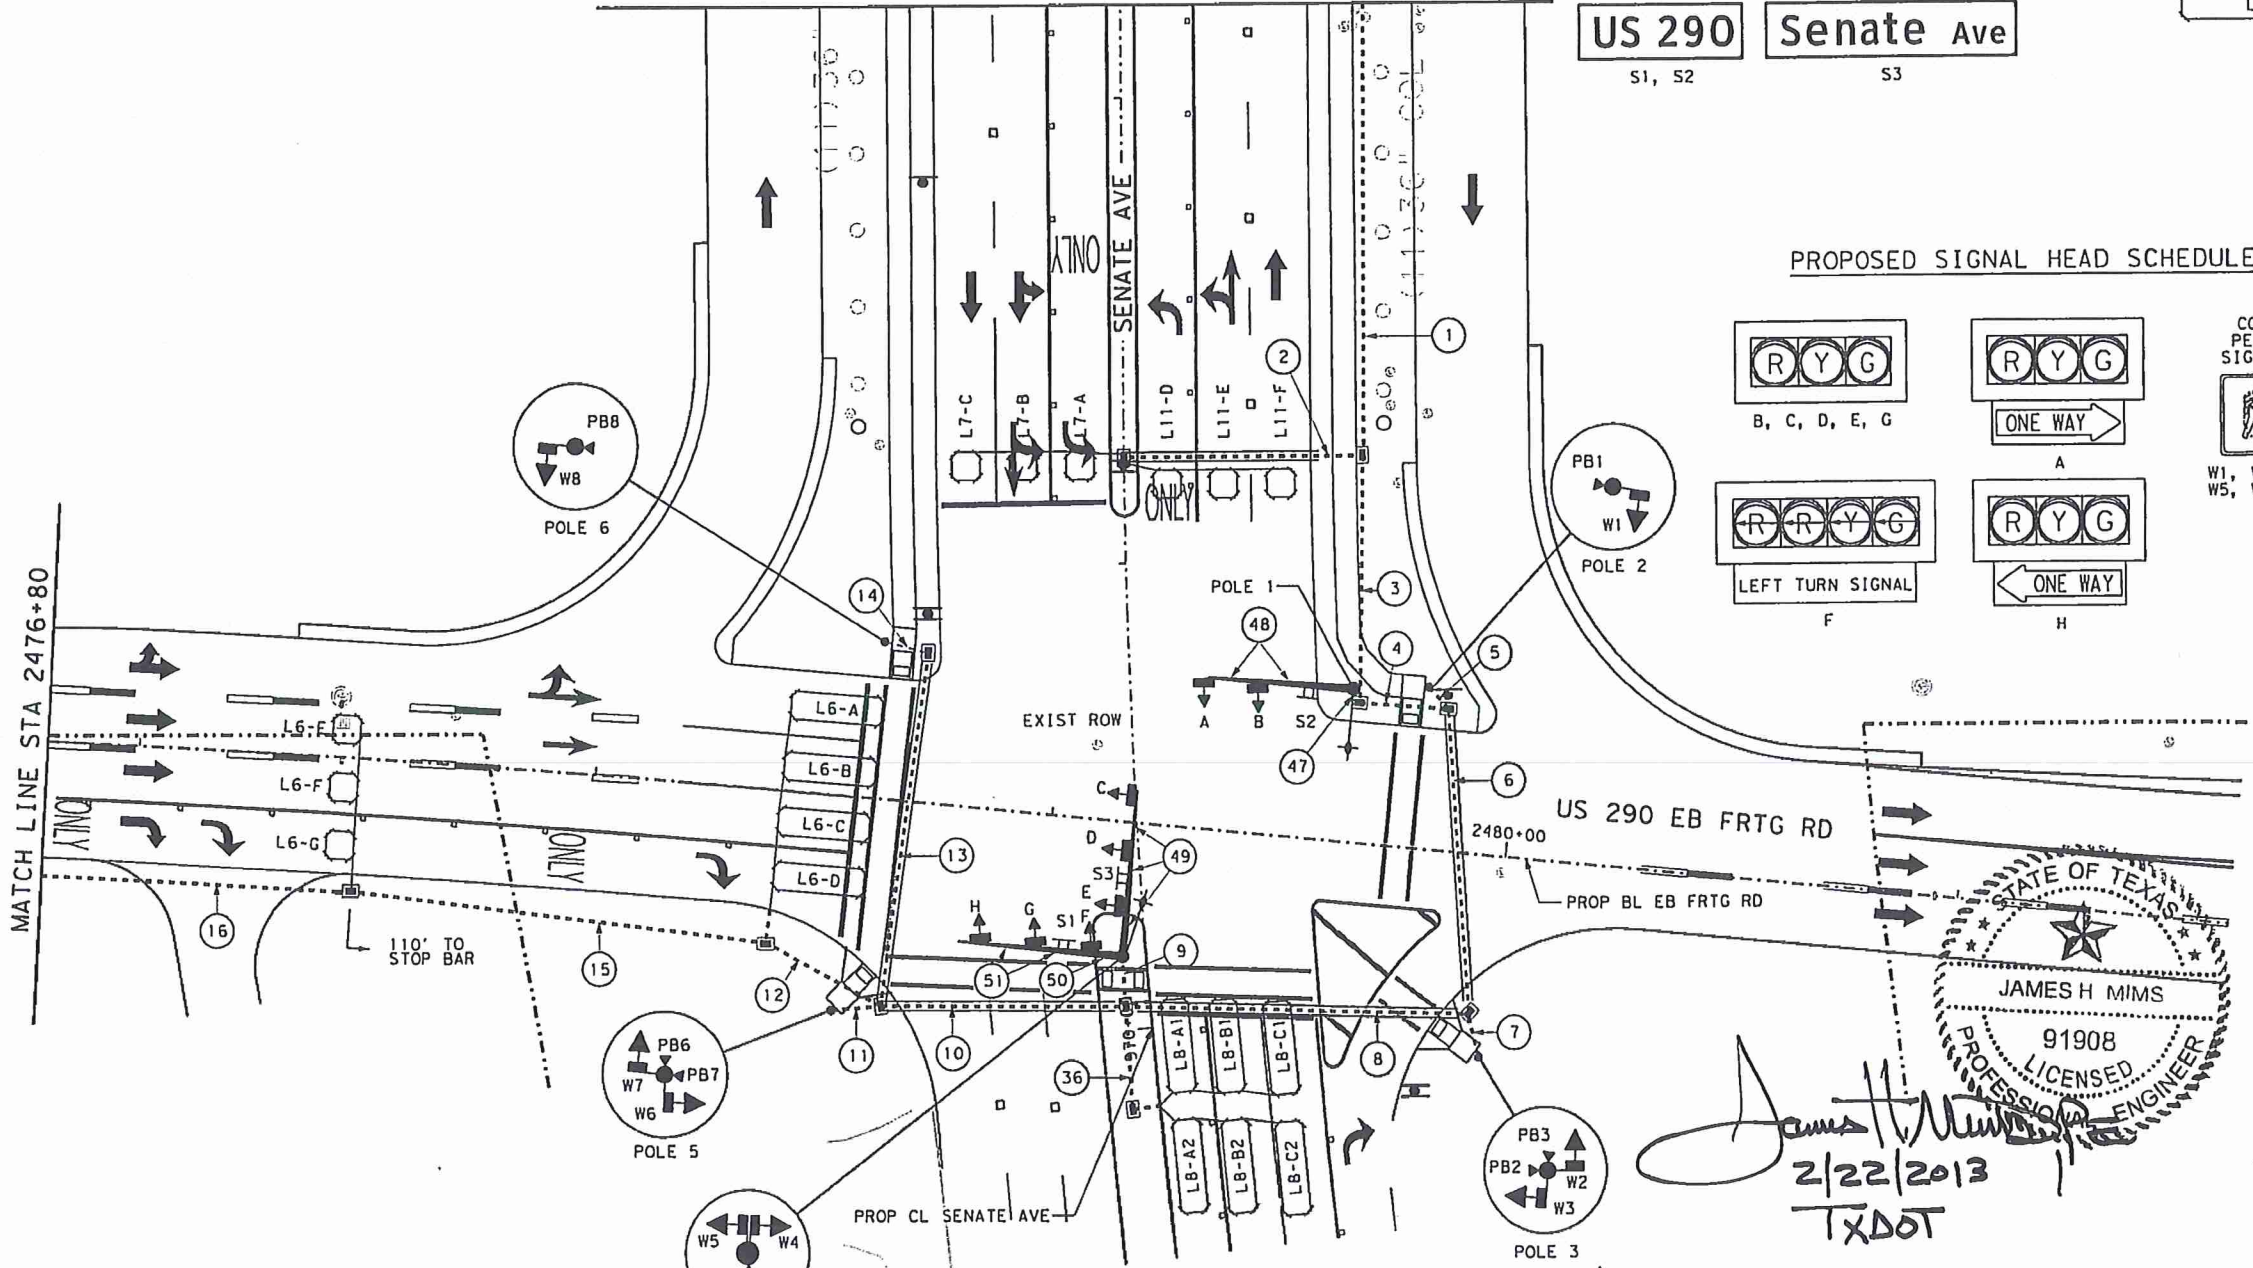 US 290
Senate Ave
S1, S2
S3
SENATE AVE
ONLY
PROPOSED SIGNAL HEAD SCHEDULE
R Y G
B, C, D, E, G
R Y G
ONE WAY
A
R R Y G
LEFT TURN SIGNAL
F
R Y G
ONE WAY
H
W1,
W5,
1
2
L7-C
L7-B
L7-A
L11-D
L11-E
L11-F
ONLY
PB8
W8
POLE 6
PB1
W1
POLE 2
POLE 1
3
14
48
4
5
A
B
S2
47
EXIST ROW
MATCH LINE STA 2476+80
L6-E
L6-F
L6-G
ONLY
ONLY
L6-A
L6-B
L6-C
L6-D
13
6
C
D
S3
E
49
US 290 EB FRTG RD
2480+00
PROP BL EB FRTG RD
H
G
S1
F
51
50
9
16
110' TO
STOP BAR
15
12
11
10
36
8
7
L8-A1
L8-B1
L8-C1
L8-A2
L8-B2
L8-C2
PB6
PB7
W7
W6
POLE 5
PROP CL SENATE AVE
W5
W4
PB3
PB2
W2
W3
POLE 3
STATE OF TEXAS
JAMES H MIMS
91908
LICENSED
PROFESSIONAL ENGINEER
2/22/2013
TxDOT